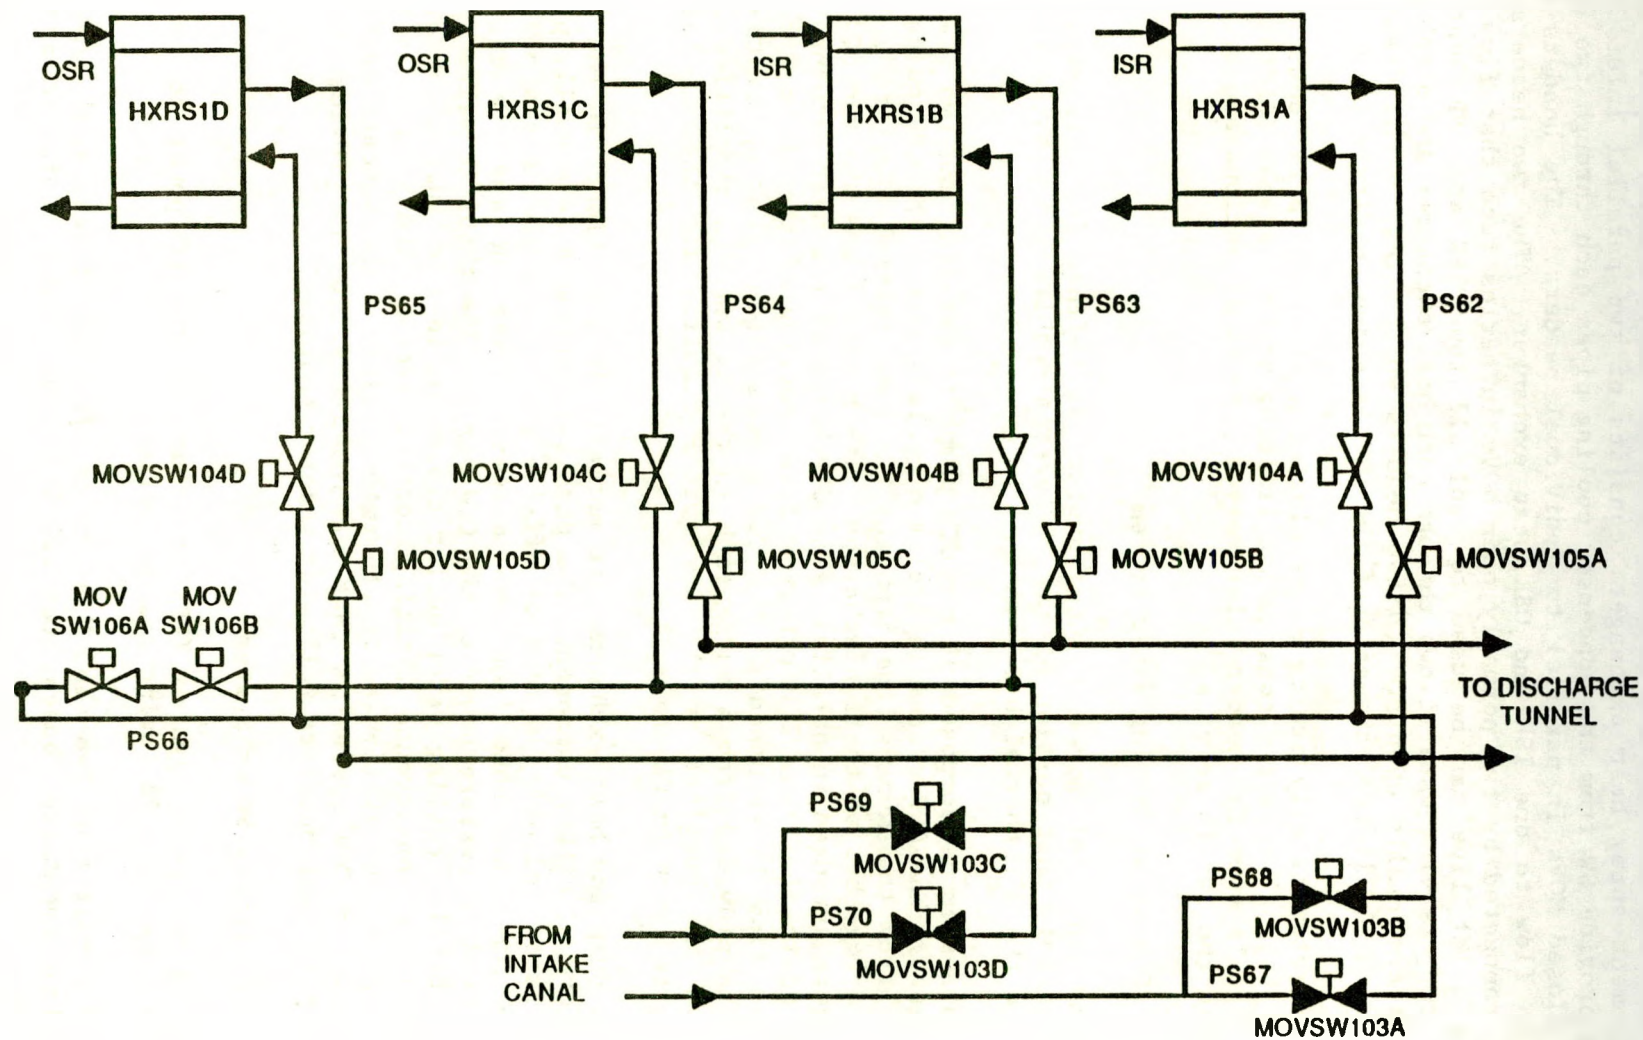 OSR
OSR
ISR
ISR
HXRS1D
HXRS1C
HXRS1B
HXRS1A
PS65
PS64
PS63
PS62
MOVSW104D
MOVSW104C
MOVSW104B
MOVSW104A
MOVSW105D
MOVSW105C
MOVSW105B
MOVSW105A
MOV
SW106A
MOV
SW106B
PS66
TO DISCHARGE
TUNNEL
PS69
MOVSW103C
PS70
MOVSW103D
PS68
MOVSW103B
PS67
MOVSW103A
FROM
INTAKE
CANAL